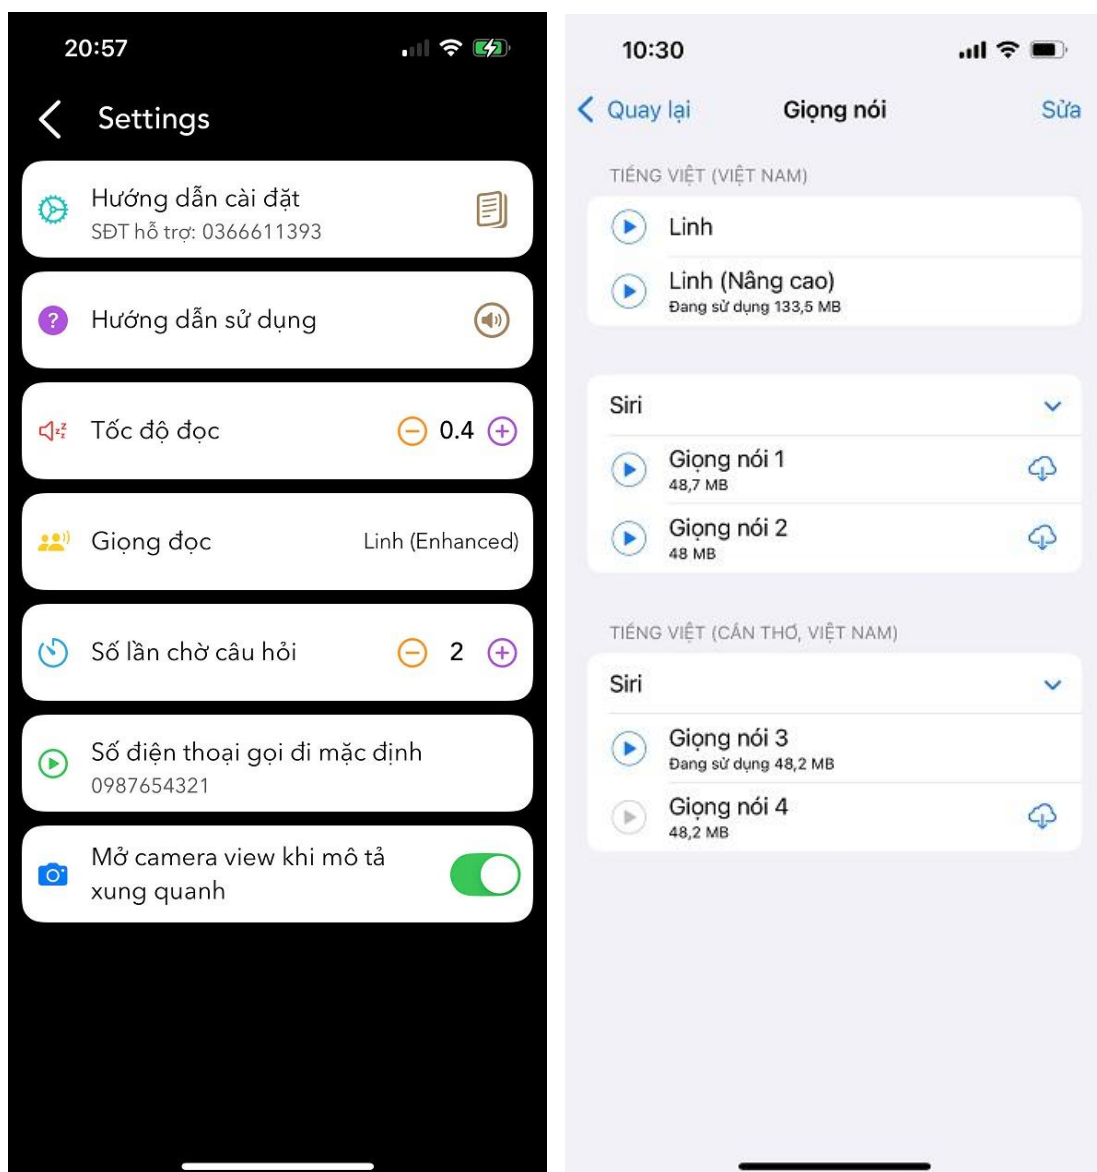 20:57
Settings
Hướng dẫn cài đặt
SĐT hỗ trợ: 0366611393
Hướng dẫn sử dụng
Tốc độ đọc
0.4
Giọng đọc
Linh (Enhanced)
Số lần chờ câu hỏi
2
Số điện thoại gọi đi mặc định
0987654321
Mở camera view khi mô tả
xung quanh
10:30
Quay lại
Giọng nói
Sửa
TIẾNG VIỆT (VIỆT NAM)
Linh
Linh (Nâng cao)
Đang sử dụng 133,5 MB
Siri
Giọng nói 1
48,7 MB
Giọng nói 2
48 MB
TIẾNG VIỆT (CẦN THƠ, VIỆT NAM)
Siri
Giọng nói 3
Đang sử dụng 48,2 MB
Giọng nói 4
48,2 MB